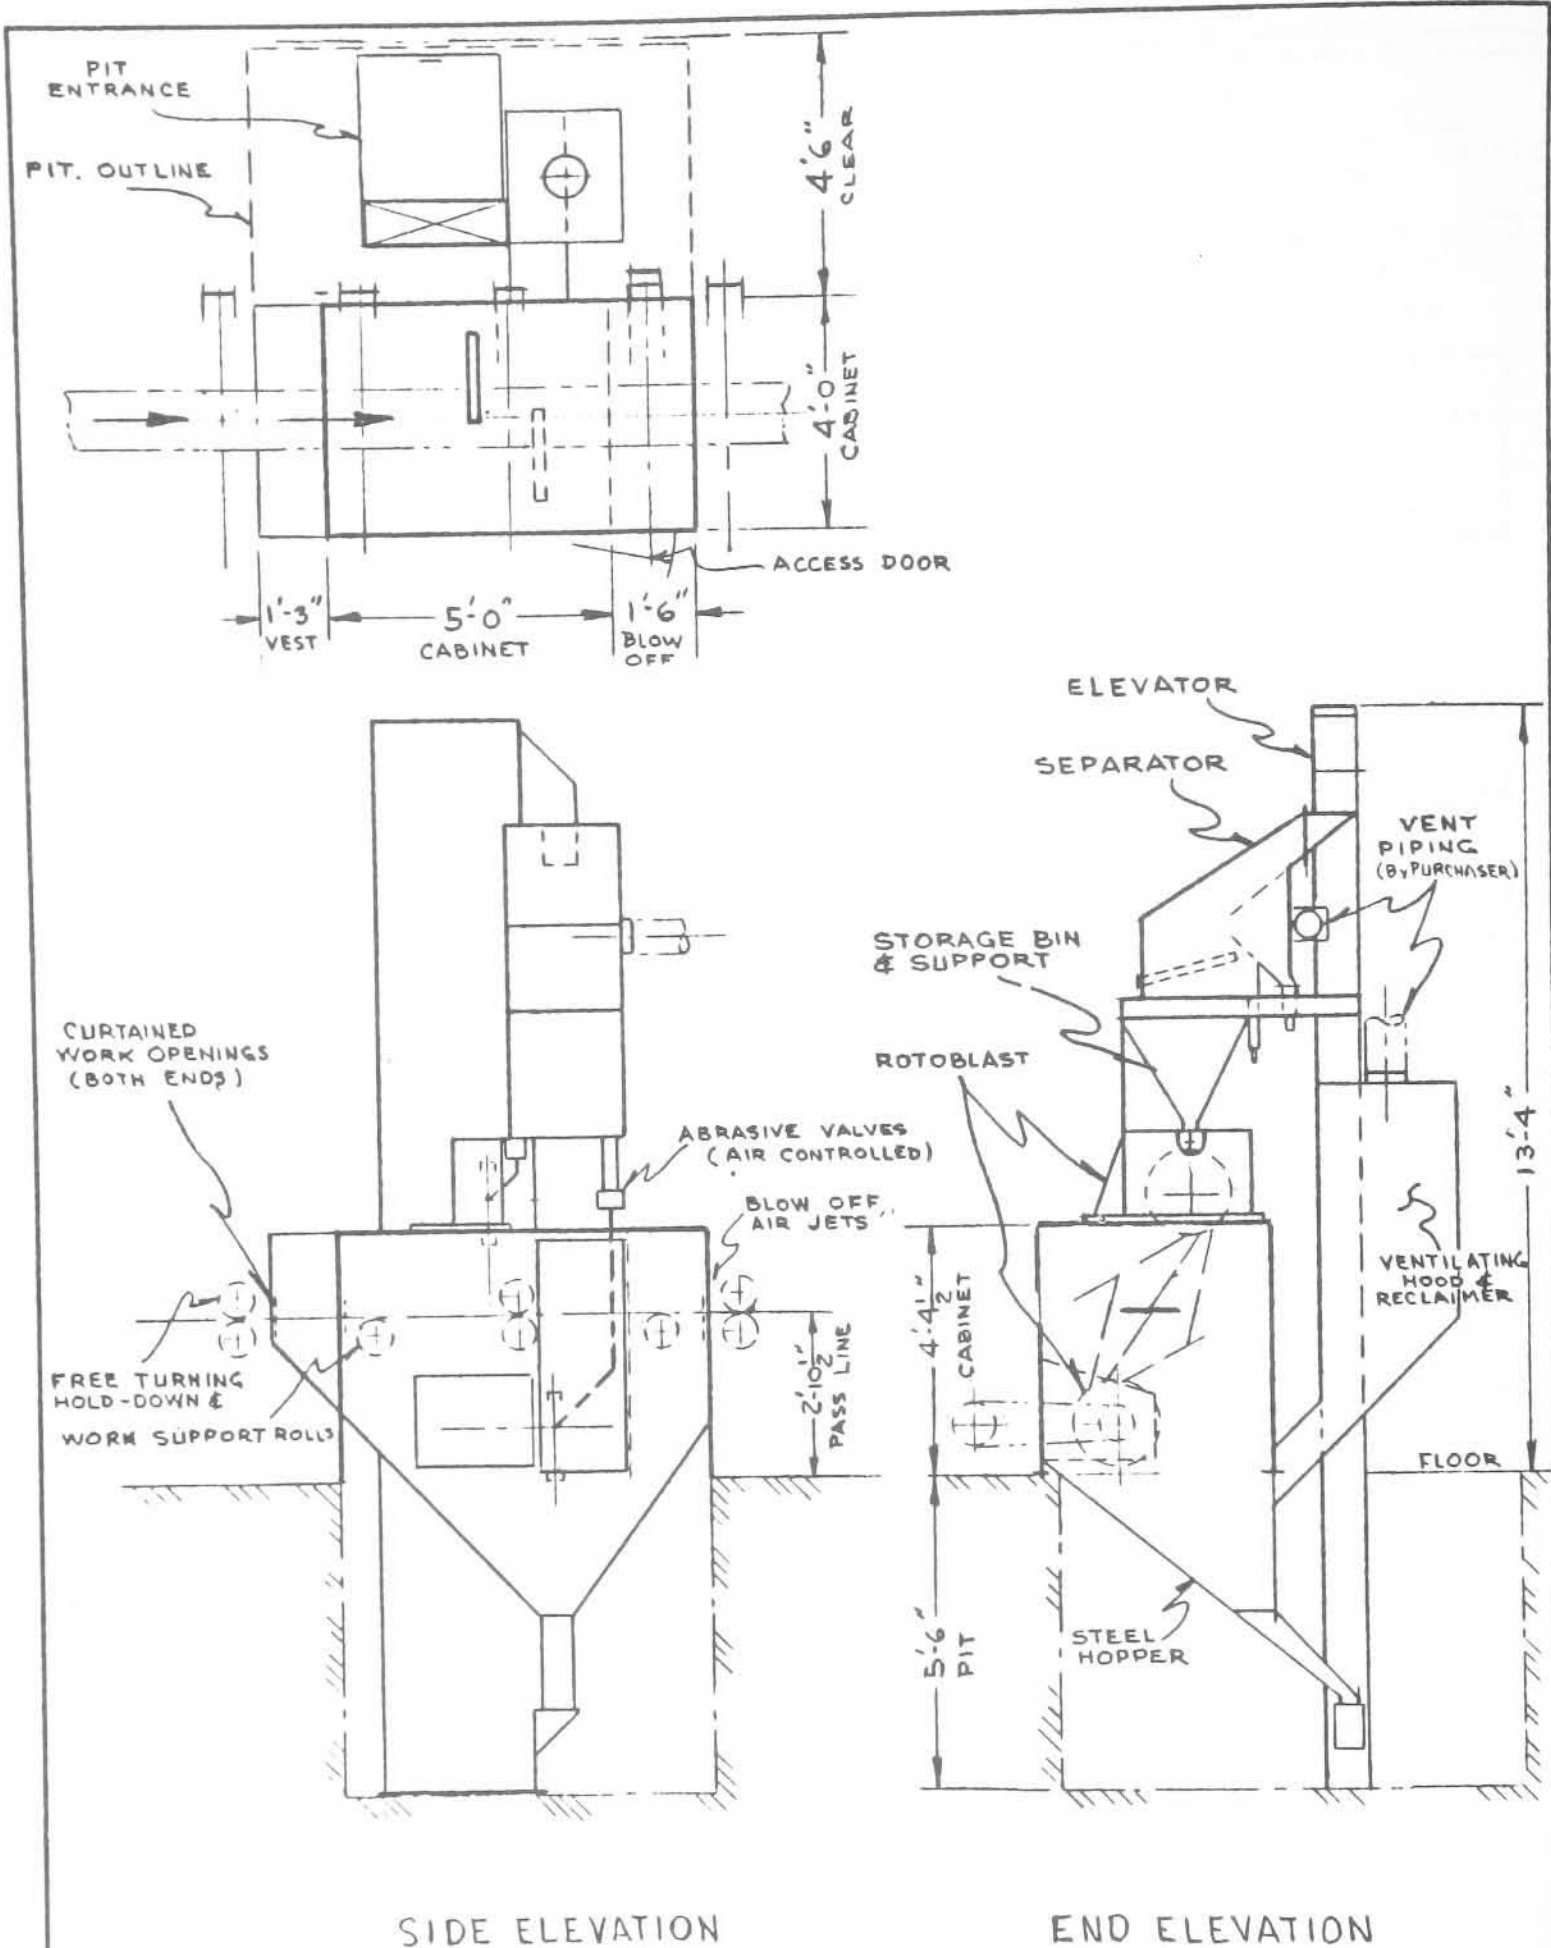 PIT
ENTRANCE
PIT. OUTLINE
4'6"
CLEAR
4'-0"
CABINET
ACCESS DOOR
1'-3"
VEST
5'-0"
CABINET
1'-6"
BLOW
OFF
ELEVATOR
SEPARATOR
VENT
PIPING
(By PURCHASER)
STORAGE BIN
& SUPPORT
ROTOBLAST
CURTAINED
WORK OPENINGS
(BOTH ENDS)
ABRASIVE VALVES
(AIR CONTROLLED)
BLOW OFF
AIR JETS
FREE TURNING
HOLD-DOWN &
WORK SUPPORT ROLLS
2'-10 1/2"
PASS LINE
4'-4 1/2"
CABINET
13'-4"
VENTILATING
HOOD &
RECLAIMER
FLOOR
5'-6"
PIT
STEEL
HOPPER
SIDE ELEVATION
END ELEVATION